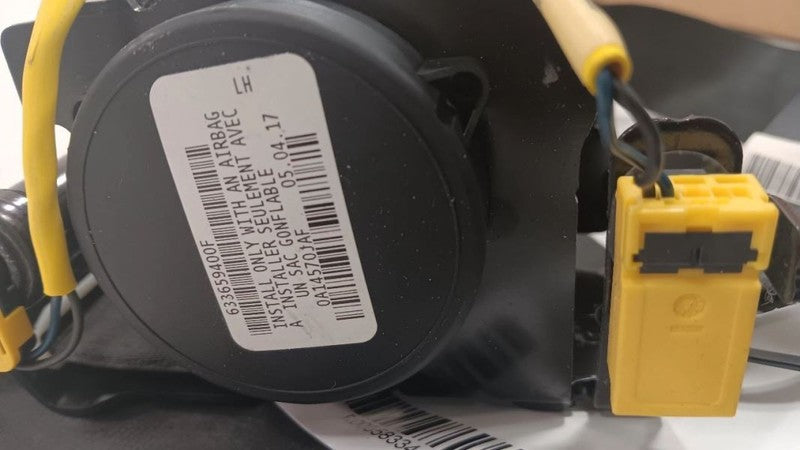 LH
633659400F
INSTALL ONLY WITH AN AIRBAG
INSTALLER SEULEMENT AVEC
A UN SAC GONFLABLE
05.04.17
0A14570JAF